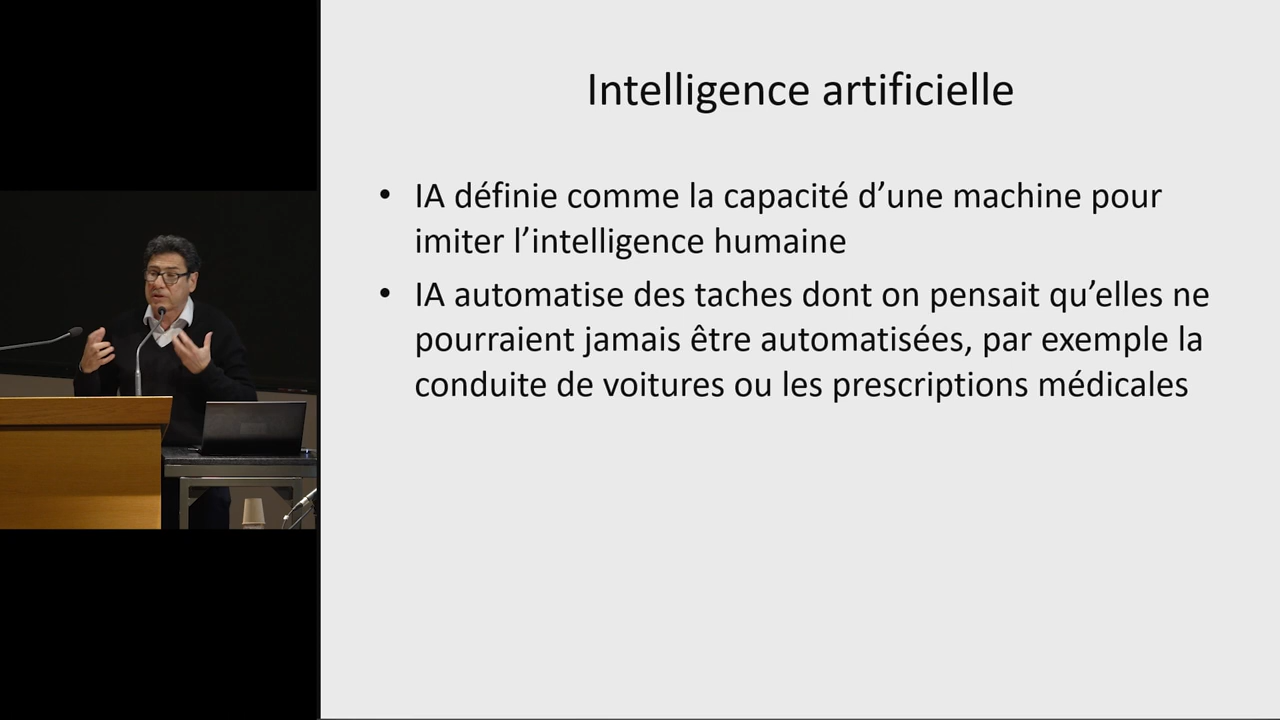 Intelligence artificielle
• IA définie comme la capacité d’une machine pour
imiter l’intelligence humaine
• IA automatise des taches dont on pensait qu’elles ne
pourraient jamais être automatisées, par exemple la
conduite de voitures ou les prescriptions médicales